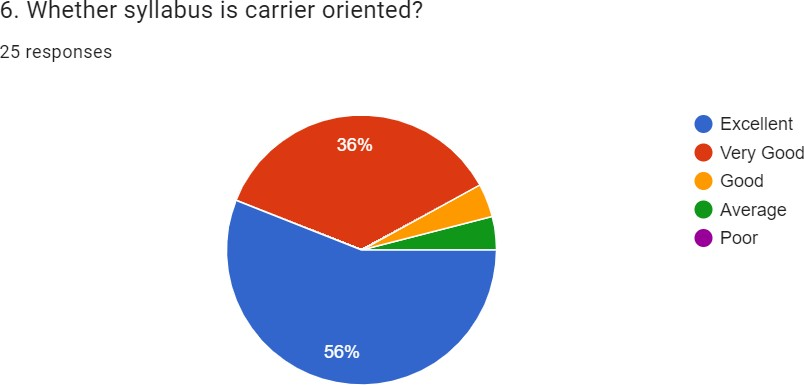 6. Whether syllabus is carrier oriented?
25 responses
36%
56%
Excellent
Very Good
Good
Average
Poor